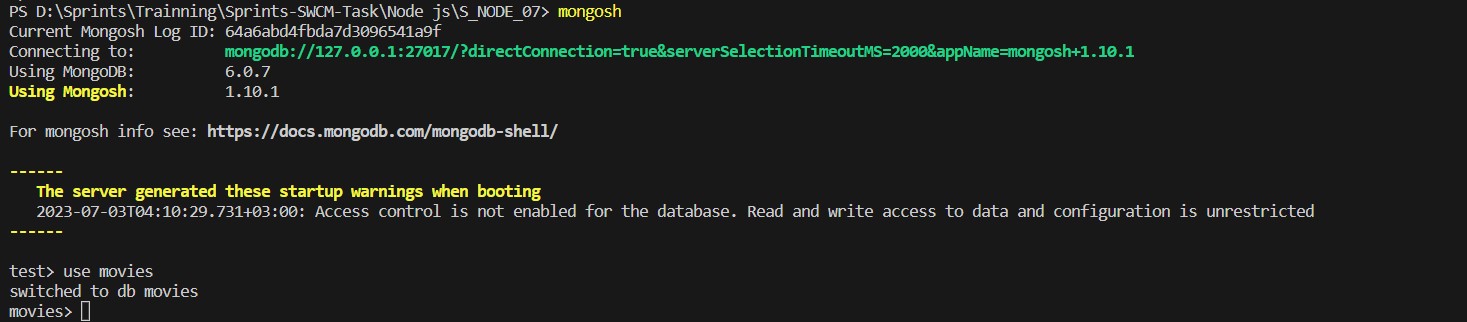 PS D:\Sprints\Trainning\Sprints-SWCM-Task\Node js\S_NODE_07> mongosh
Current Mongosh Log ID: 64a6abd4fbda7d3096541a9f
Connecting to: mongodb://127.0.0.1:27017/?directConnection=true&serverSelectionTimeoutMS=2000&appName=mongosh+1.10.1
Using MongoDB: 6.0.7
Using Mongosh: 1.10.1
For mongosh info see: https://docs.mongodb.com/mongodb-shell/
------
The server generated these startup warnings when booting
2023-07-03T04:10:29.731+03:00: Access control is not enabled for the database. Read and write access to data and configuration is unrestricted
------
test> use movies
switched to db movies
movies>